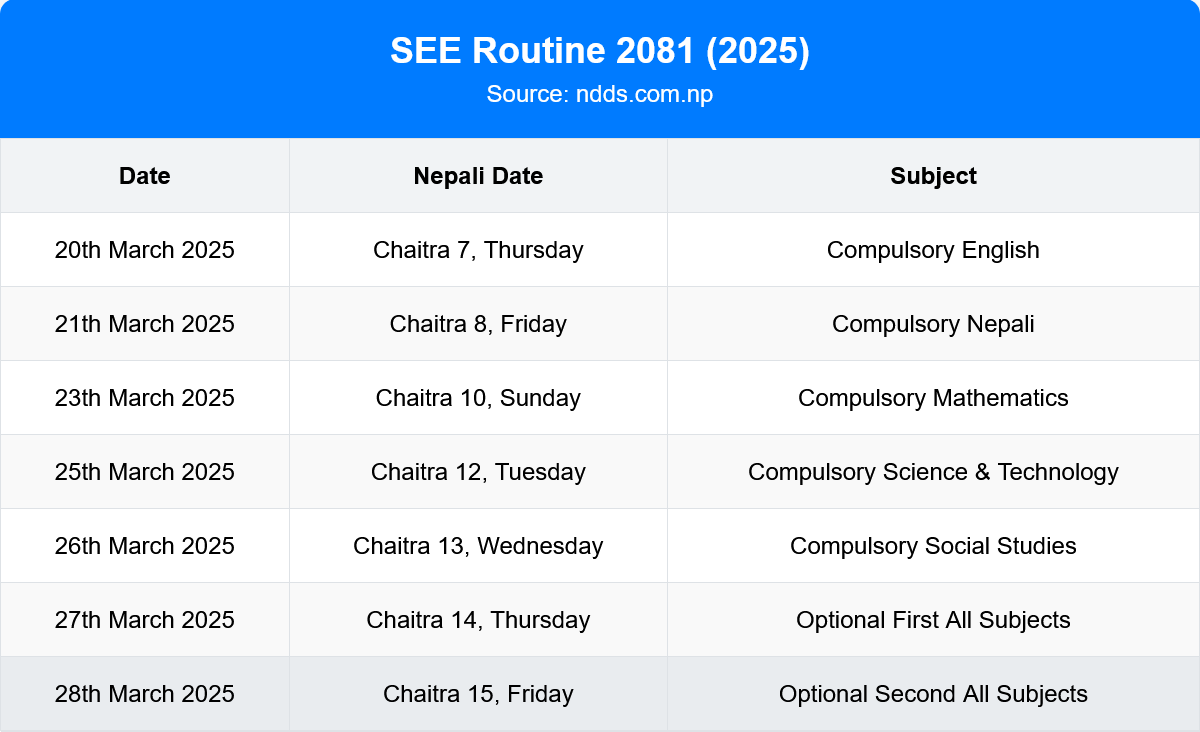 SEE Routine 2081 (2025)
Source: ndds.com.np
Date Nepali Date Subject
20th March 2025 Chaitra 7, Thursday Compulsory English
21th March 2025 Chaitra 8, Friday Compulsory Nepali
23th March 2025 Chaitra 10, Sunday Compulsory Mathematics
25th March 2025 Chaitra 12, Tuesday Compulsory Science & Technology
26th March 2025 Chaitra 13, Wednesday Compulsory Social Studies
27th March 2025 Chaitra 14, Thursday Optional First All Subjects
28th March 2025 Chaitra 15, Friday Optional Second All Subjects